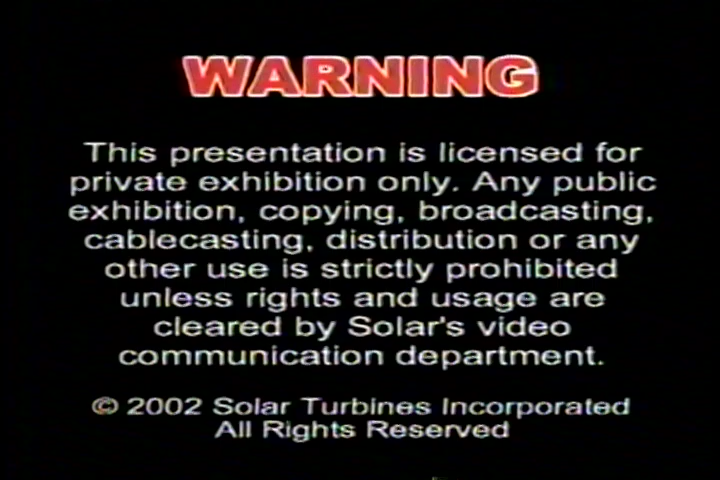 WARNING
This presentation is licensed for
private exhibition only. Any public
exhibition, copying, broadcasting,
cablecasting, distribution or any
other use is strictly prohibited
unless rights and usage are
cleared by Solar's video
communication department.
© 2002 Solar Turbines Incorporated
All Rights Reserved